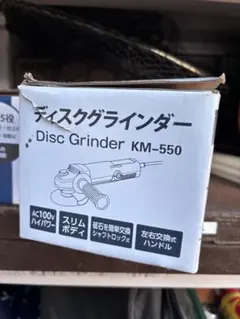 ディスクグラインダー
Disc Grinder KM-550
AC100V
ハイパワー
スリム
ボディ
砥石を簡単交換
シャフトロック式
左右交換式
ハンドル
5役